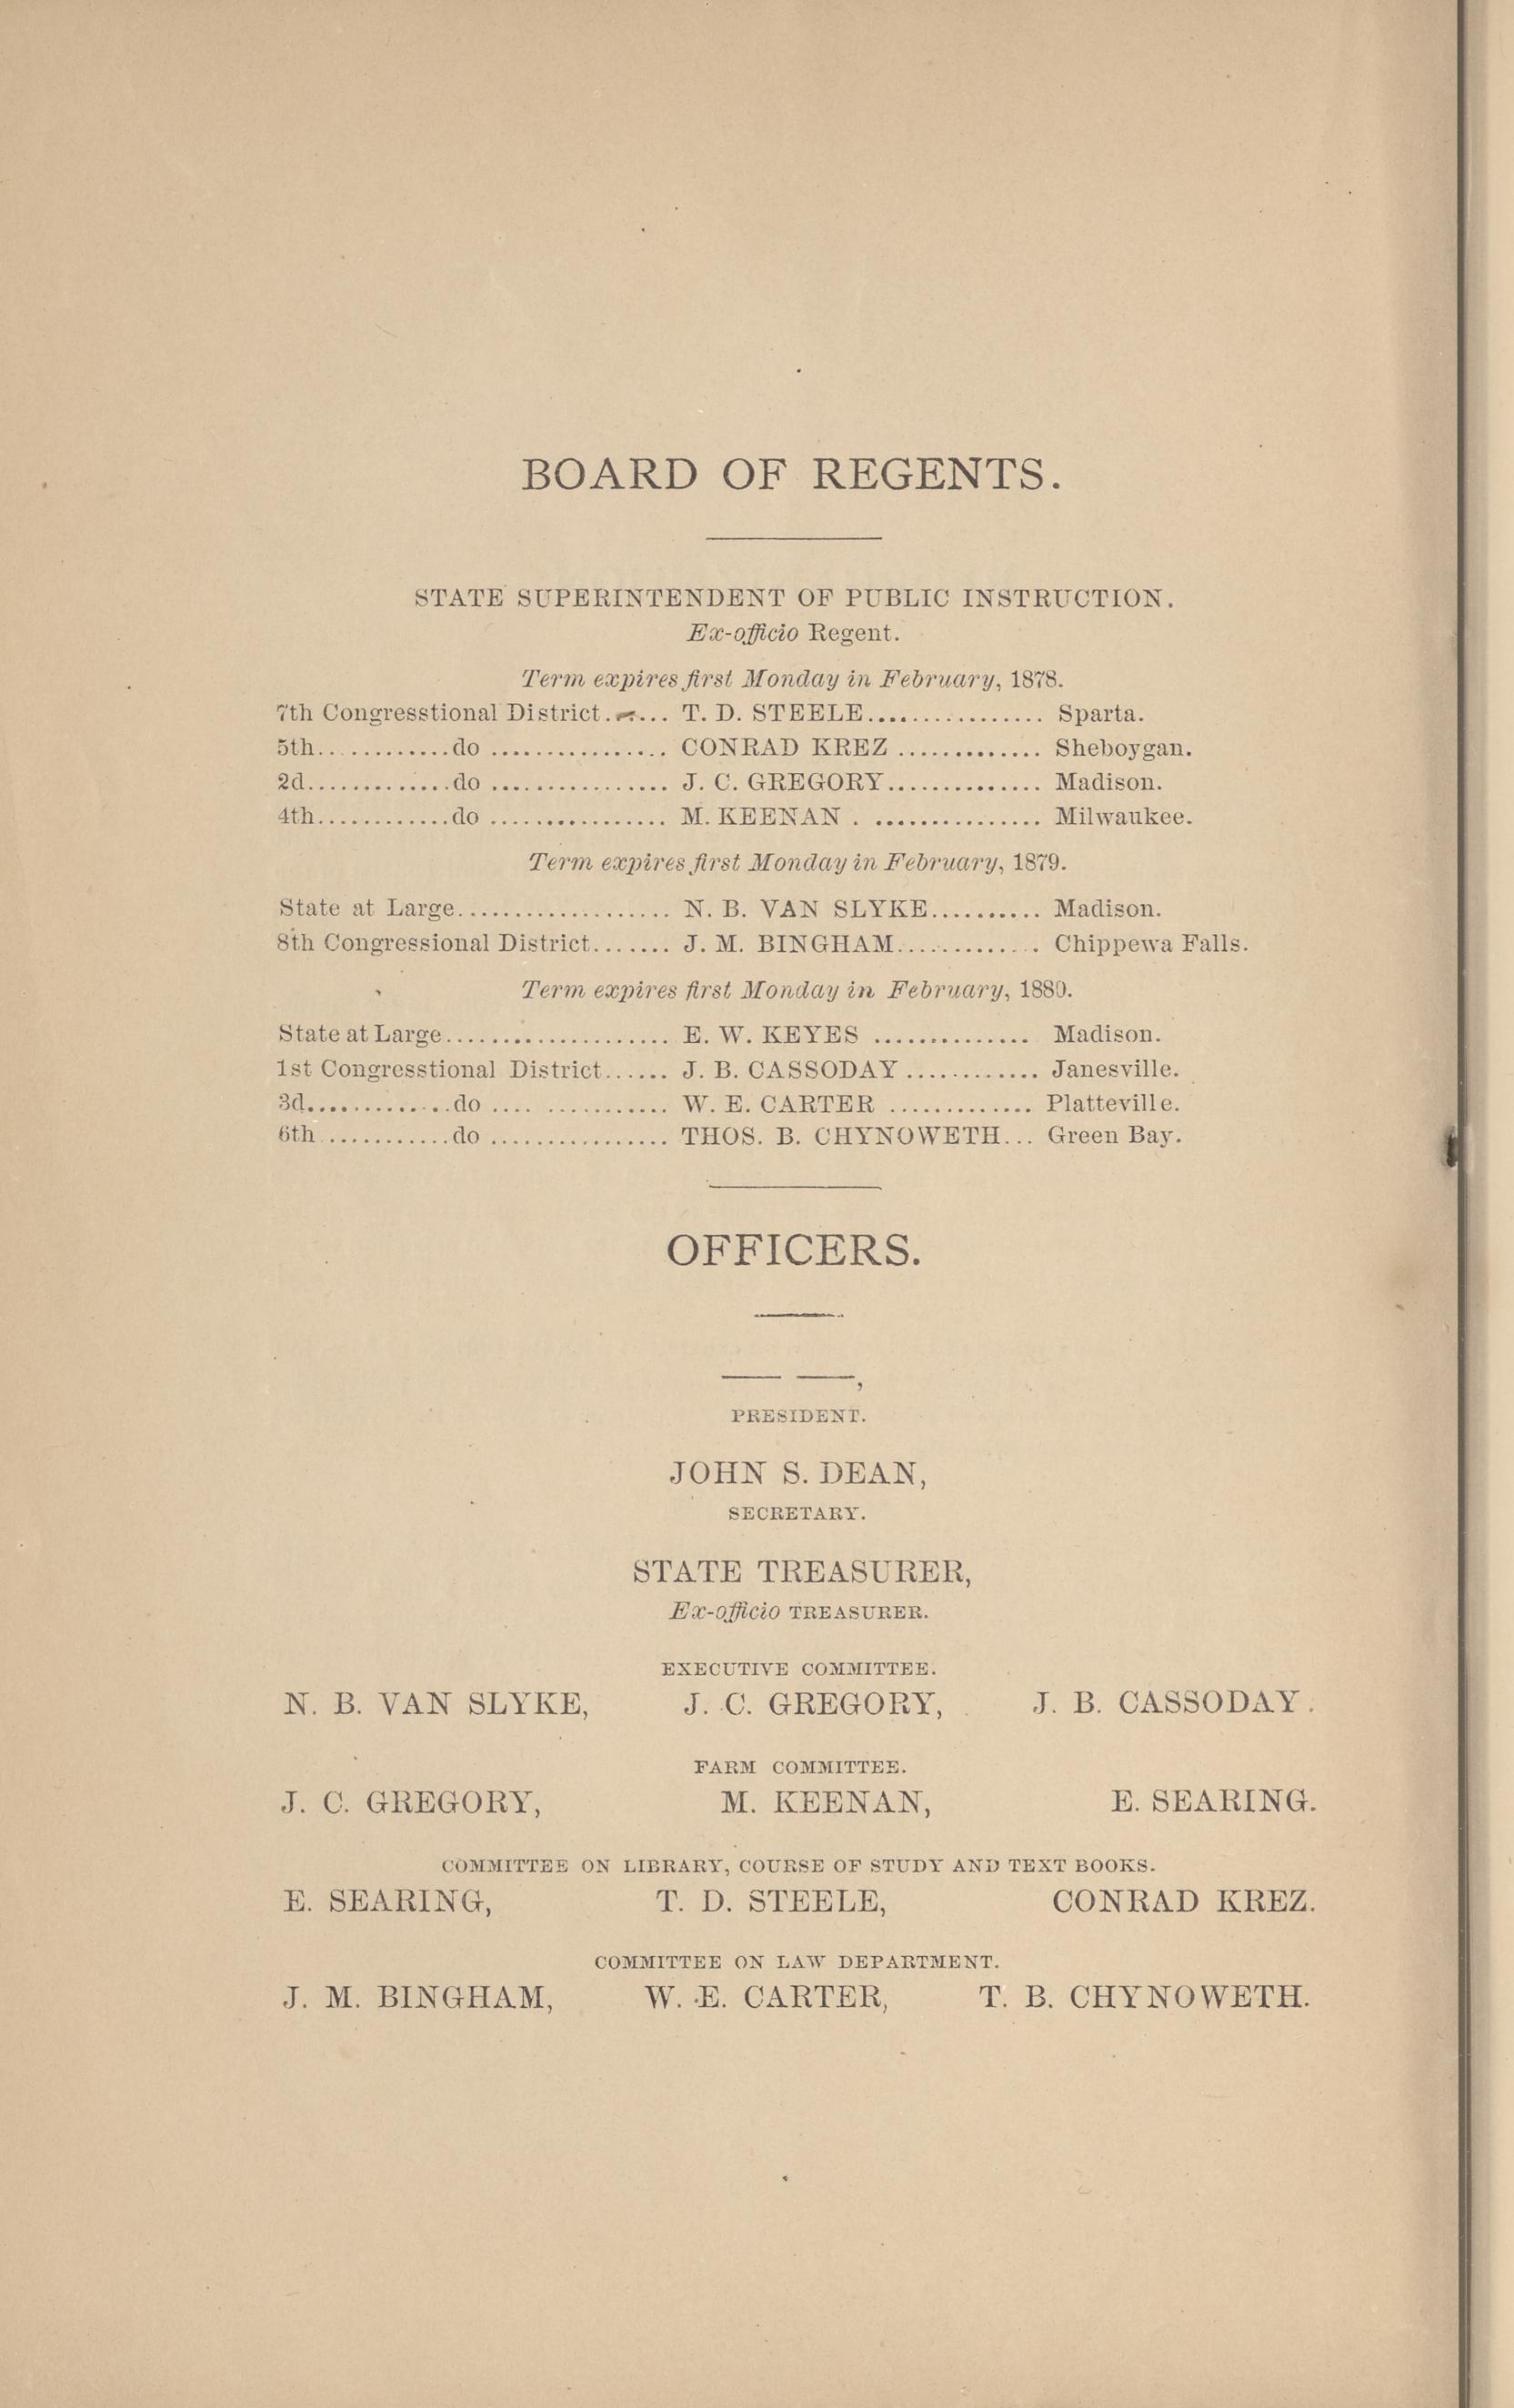 BOARD OF REGENTS.
STATE SUPERINTENDENT OF PUBLIC INSTRUCTION.
Ex-officio Regent.
Term expires first Monday in February, 1878.
7th Congresstional District....... T. D. STEELE................. Sparta.
5th............do ................ CONRAD KREZ ............. Sheboygan.
2d.............do ................ J. C. GREGORY.............. Madison.
4th............do ................ M. KEENAN . ............... Milwaukee.
Term expires first Monday in February, 1879.
State at Large................... N. B. VAN SLYKE.......... Madison.
8th Congressional District....... J. M. BINGHAM............. Chippewa Falls.
Term expires first Monday in February, 1880.
State at Large.................... E. W. KEYES .............. Madison.
1st Congresstional District...... J. B. CASSODAY ............ Janesville.
3d.............do .... ........... W. E. CARTER ............. Platteville.
6th ...........do ................ THOS. B. CHYNOWETH... Green Bay.
OFFICERS.
—— ——,
PRESIDENT.
JOHN S. DEAN,
SECRETARY.
STATE TREASURER,
Ex-officio TREASURER.
EXECUTIVE COMMITTEE.
N. B. VAN SLYKE, J. C. GREGORY, J. B. CASSODAY.
FARM COMMITTEE.
J. C. GREGORY, M. KEENAN, E. SEARING.
COMMITTEE ON LIBRARY, COURSE OF STUDY AND TEXT BOOKS.
E. SEARING, T. D. STEELE, CONRAD KREZ.
COMMITTEE ON LAW DEPARTMENT.
J. M. BINGHAM, W. E. CARTER, T. B. CHYNOWETH.